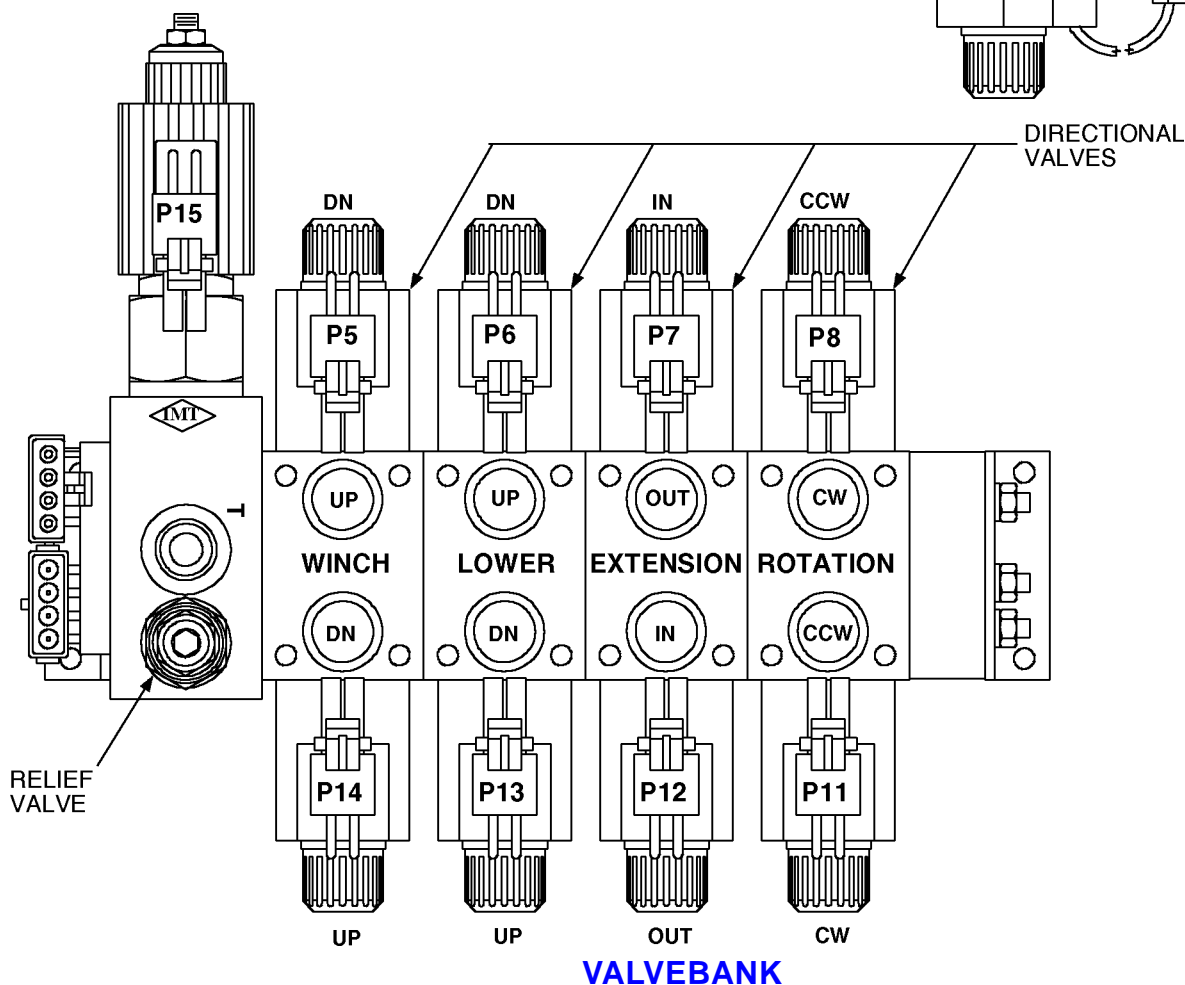 DIRECTIONAL
VALVES
DN
DN
IN
CCW
P15
P5
P6
P7
P8
IMT
T
UP
UP
OUT
CW
WINCH
LOWER
EXTENSION
ROTATION
DN
DN
IN
CCW
RELIEF
VALVE
P14
P13
P12
P11
UP
UP
OUT
CW
VALVEBANK